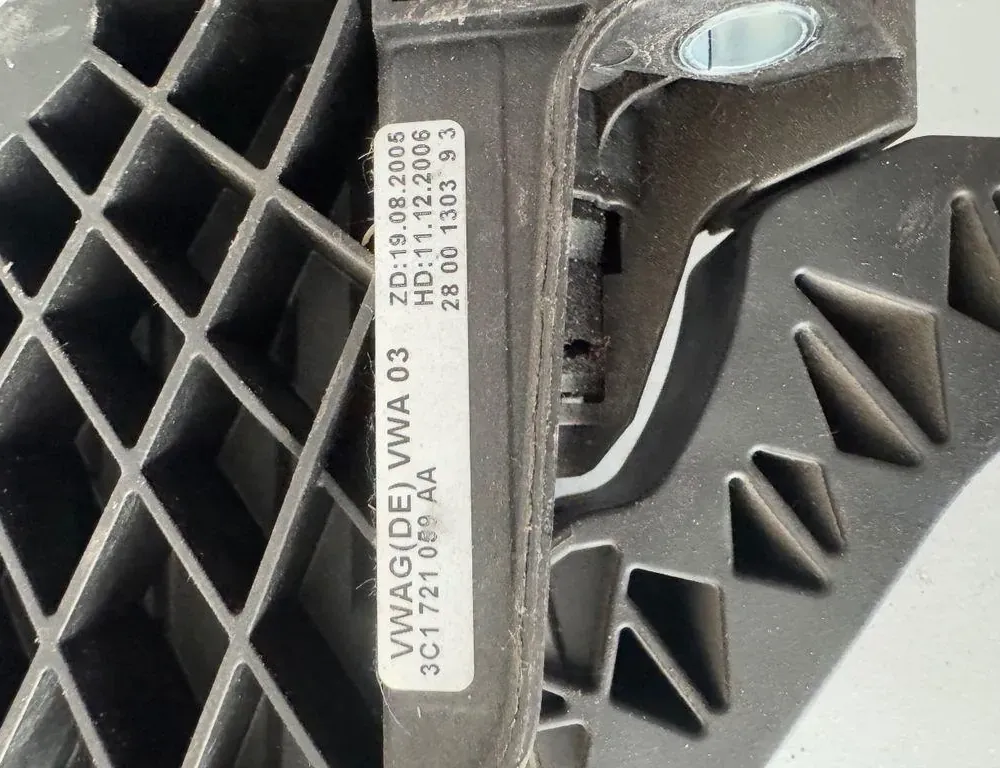 VWAG(DE) VWA 03
3C1 721 059 AA
ZD:19.08.2005
HD:11.12.2006
28 00 1303 9 3